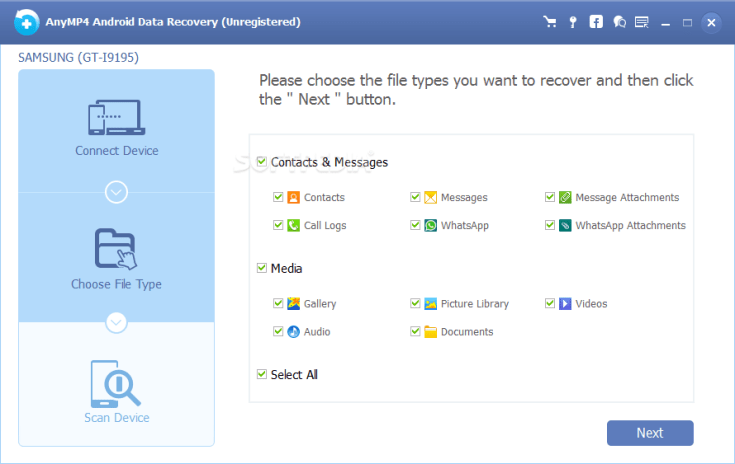 AnyMP4 Android Data Recovery (Unregistered)
SAMSUNG (GT-I9195)
Connect Device
Choose File Type
Scan Device
Please choose the file types you want to recover and then click
the " Next " button.
Contacts & Messages
Contacts
Messages
Message Attachments
Call Logs
WhatsApp
WhatsApp Attachments
Media
Gallery
Picture Library
Videos
Audio
Documents
Select All
Next